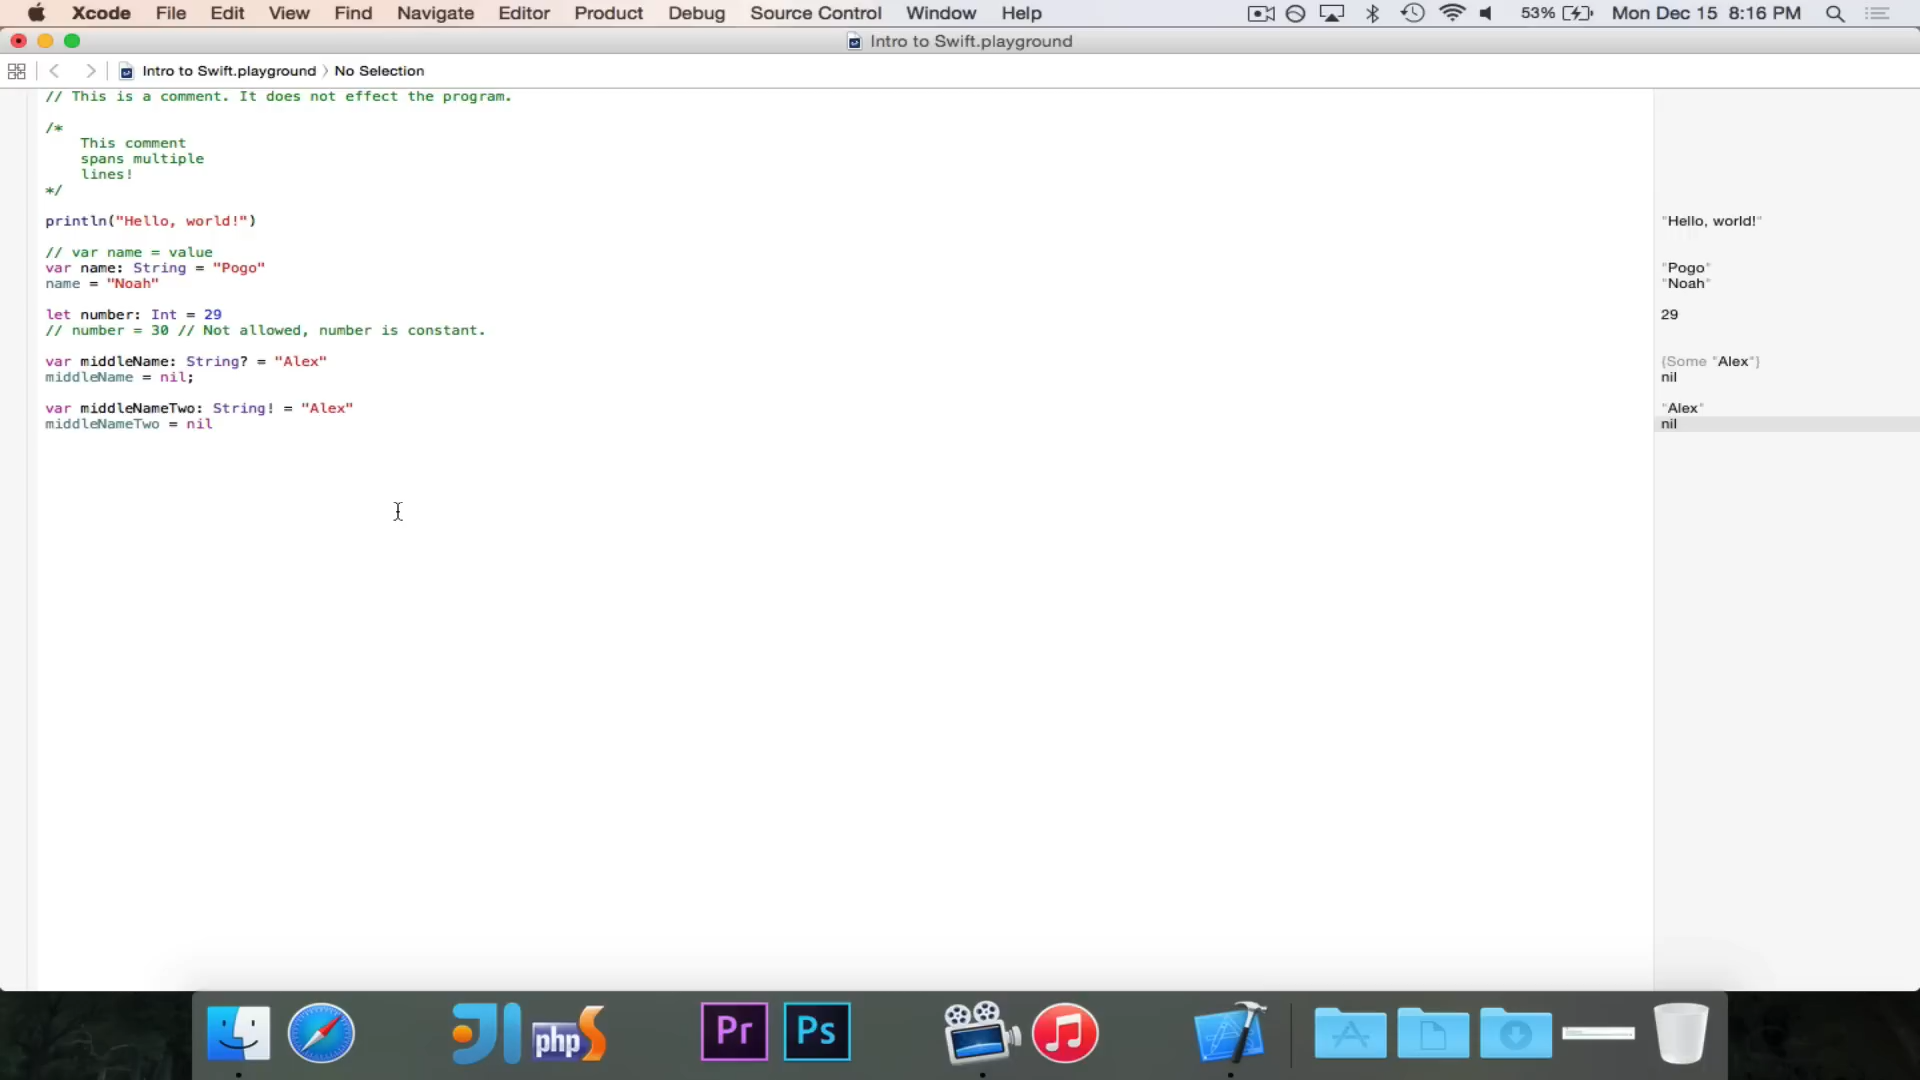 Xcode File Edit View Find Navigate Editor Product Debug Source Control Window Help 53% Mon Dec 15 8:16 PM
Intro to Swift.playground
Intro to Swift.playground 〉 No Selection
// This is a comment. It does not effect the program.
/*
This comment
spans multiple
lines!
*/
println("Hello, world!") "Hello, world!"
// var name = value
var name: String = "Pogo" "Pogo"
name = "Noah" "Noah"
let number: Int = 29 29
// number = 30 // Not allowed, number is constant.
var middleName: String? = "Alex" {Some "Alex"}
middleName = nil; nil
var middleNameTwo: String! = "Alex" "Alex"
middleNameTwo = nil nil
JI php S Pr Ps